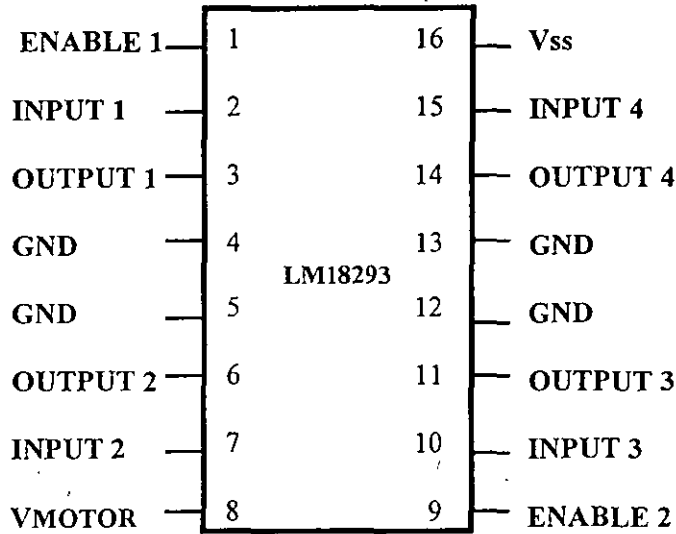 ENABLE 1 1 16 Vss
INPUT 1 2 15 INPUT 4
OUTPUT 1 3 14 OUTPUT 4
GND 4 13 GND
LM18293
GND 5 12 GND
OUTPUT 2 6 11 OUTPUT 3
INPUT 2 7 10 INPUT 3
VMOTOR 8 9 ENABLE 2